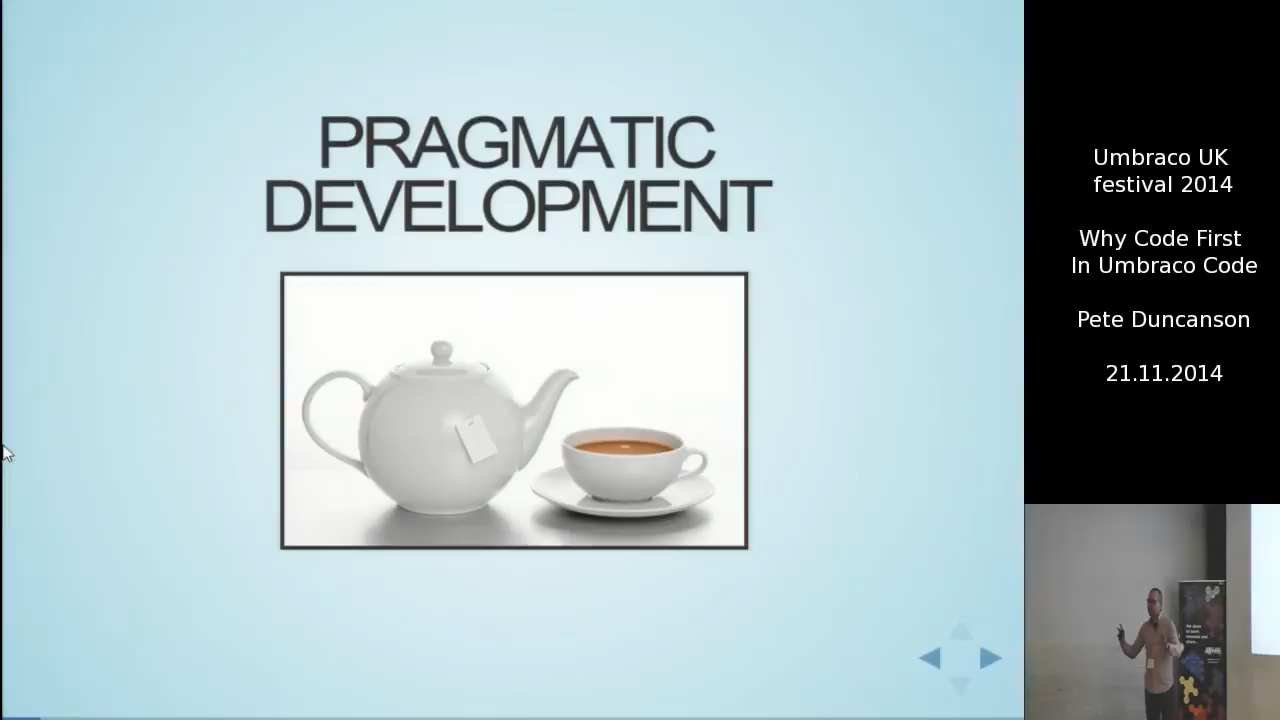 PRAGMATIC
DEVELOPMENT
Umbraco UK
festival 2014
Why Code First
In Umbraco Code
Pete Duncanson
21.11.2014